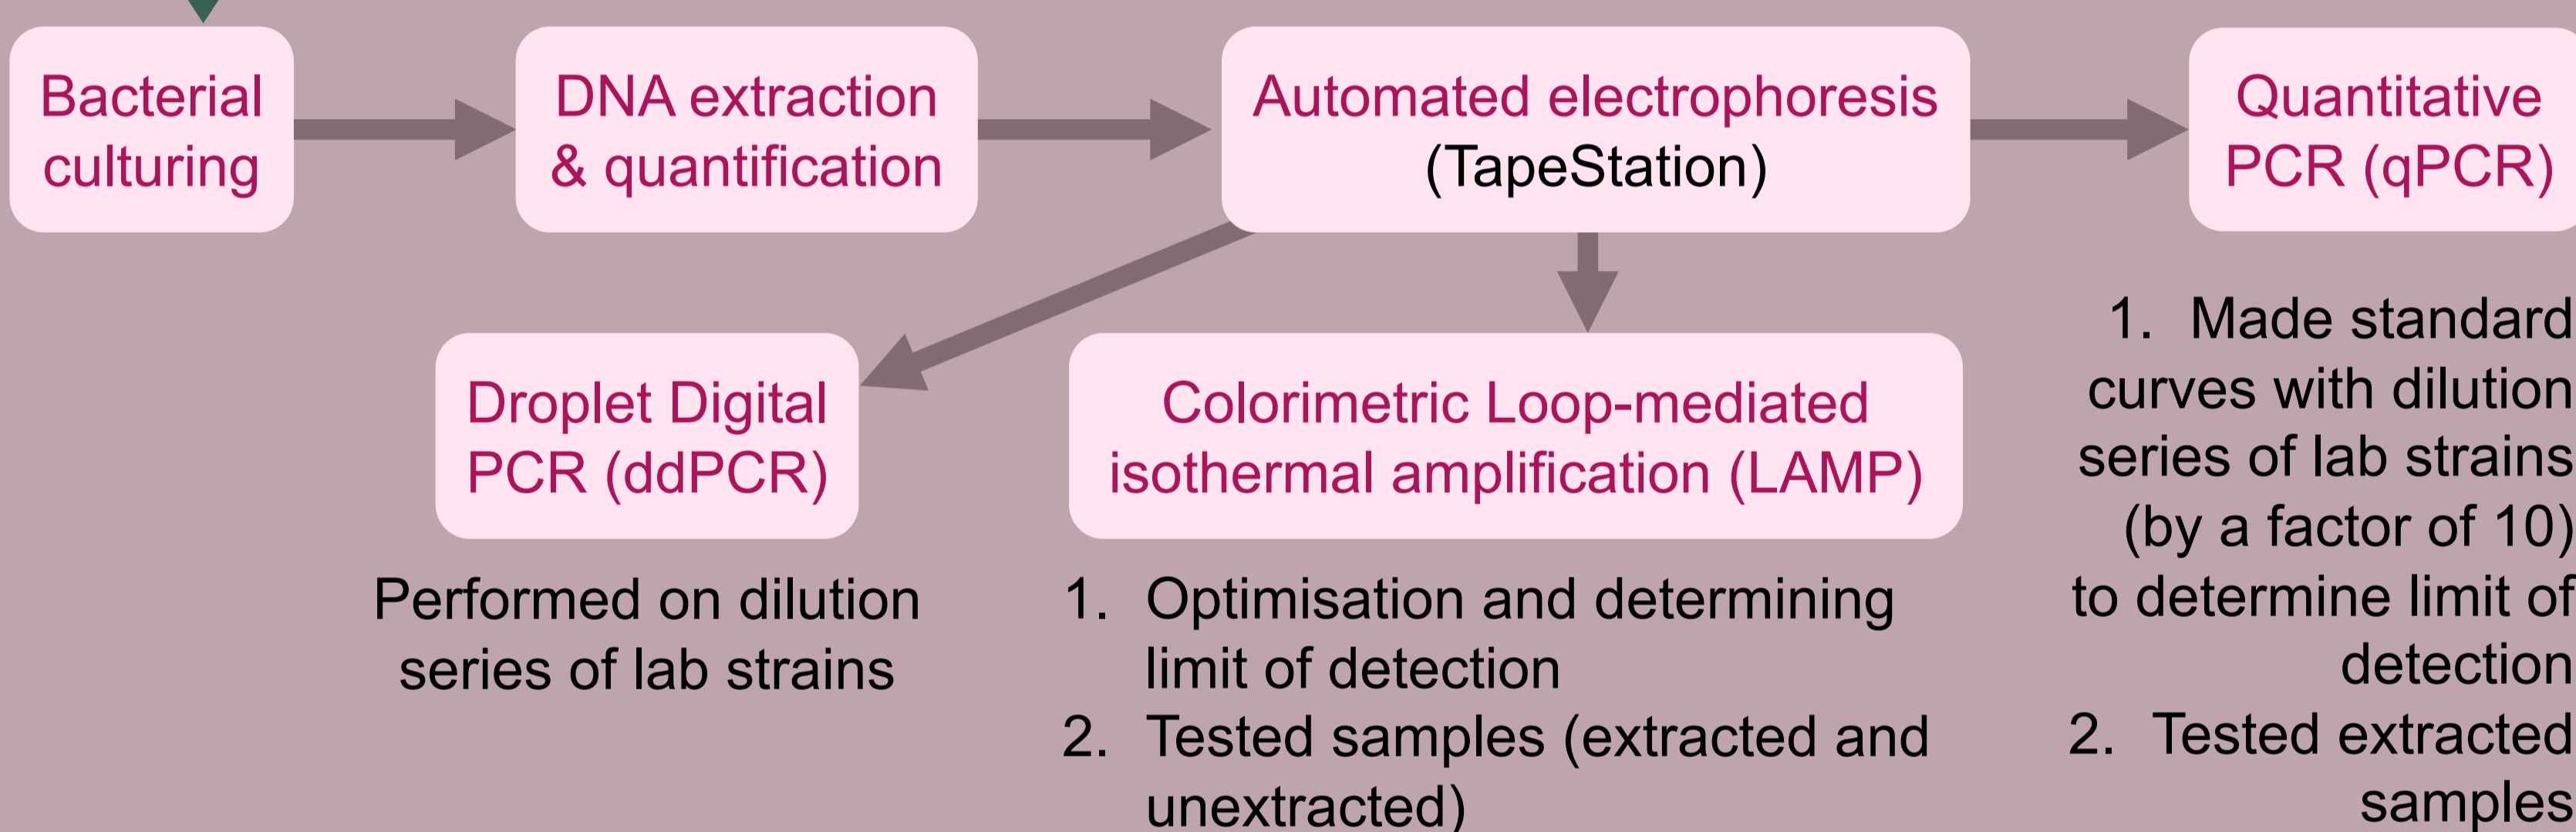 Bacterial
culturing
DNA extraction
& quantification
Automated electrophoresis
(TapeStation)
Quantitative
PCR (qPCR)
Droplet Digital
PCR (ddPCR)
Performed on dilution
series of lab strains
Colorimetric Loop-mediated
isothermal amplification (LAMP)
1. Optimisation and determining
limit of detection
2. Tested samples (extracted and
unextracted)
1. Made standard
curves with dilution
series of lab strains
(by a factor of 10)
to determine limit of
detection
2. Tested extracted
samples